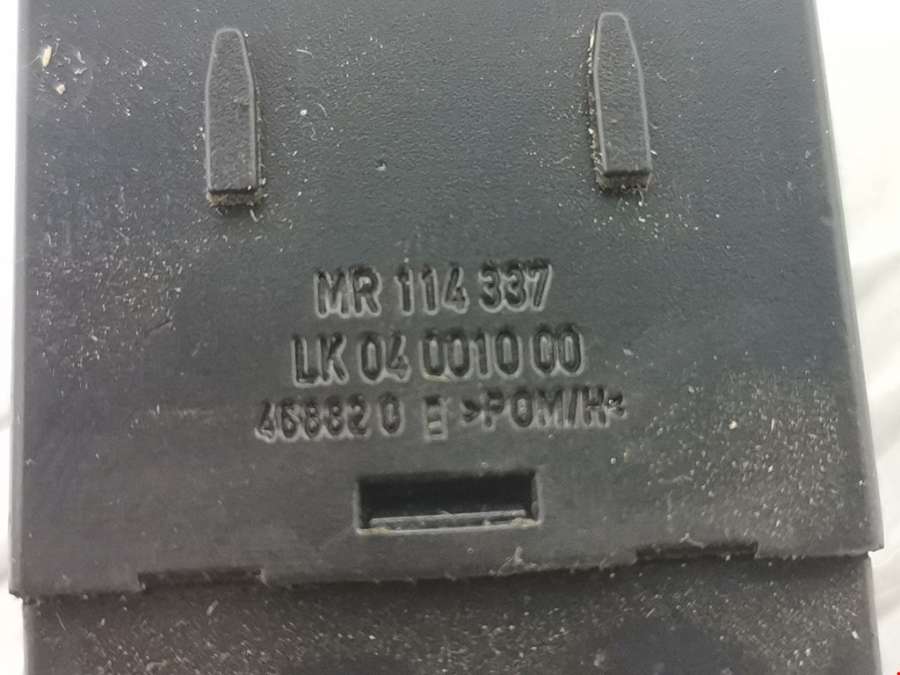 MR 114 337
LK 04 0010 00
468820 E >POM/H<